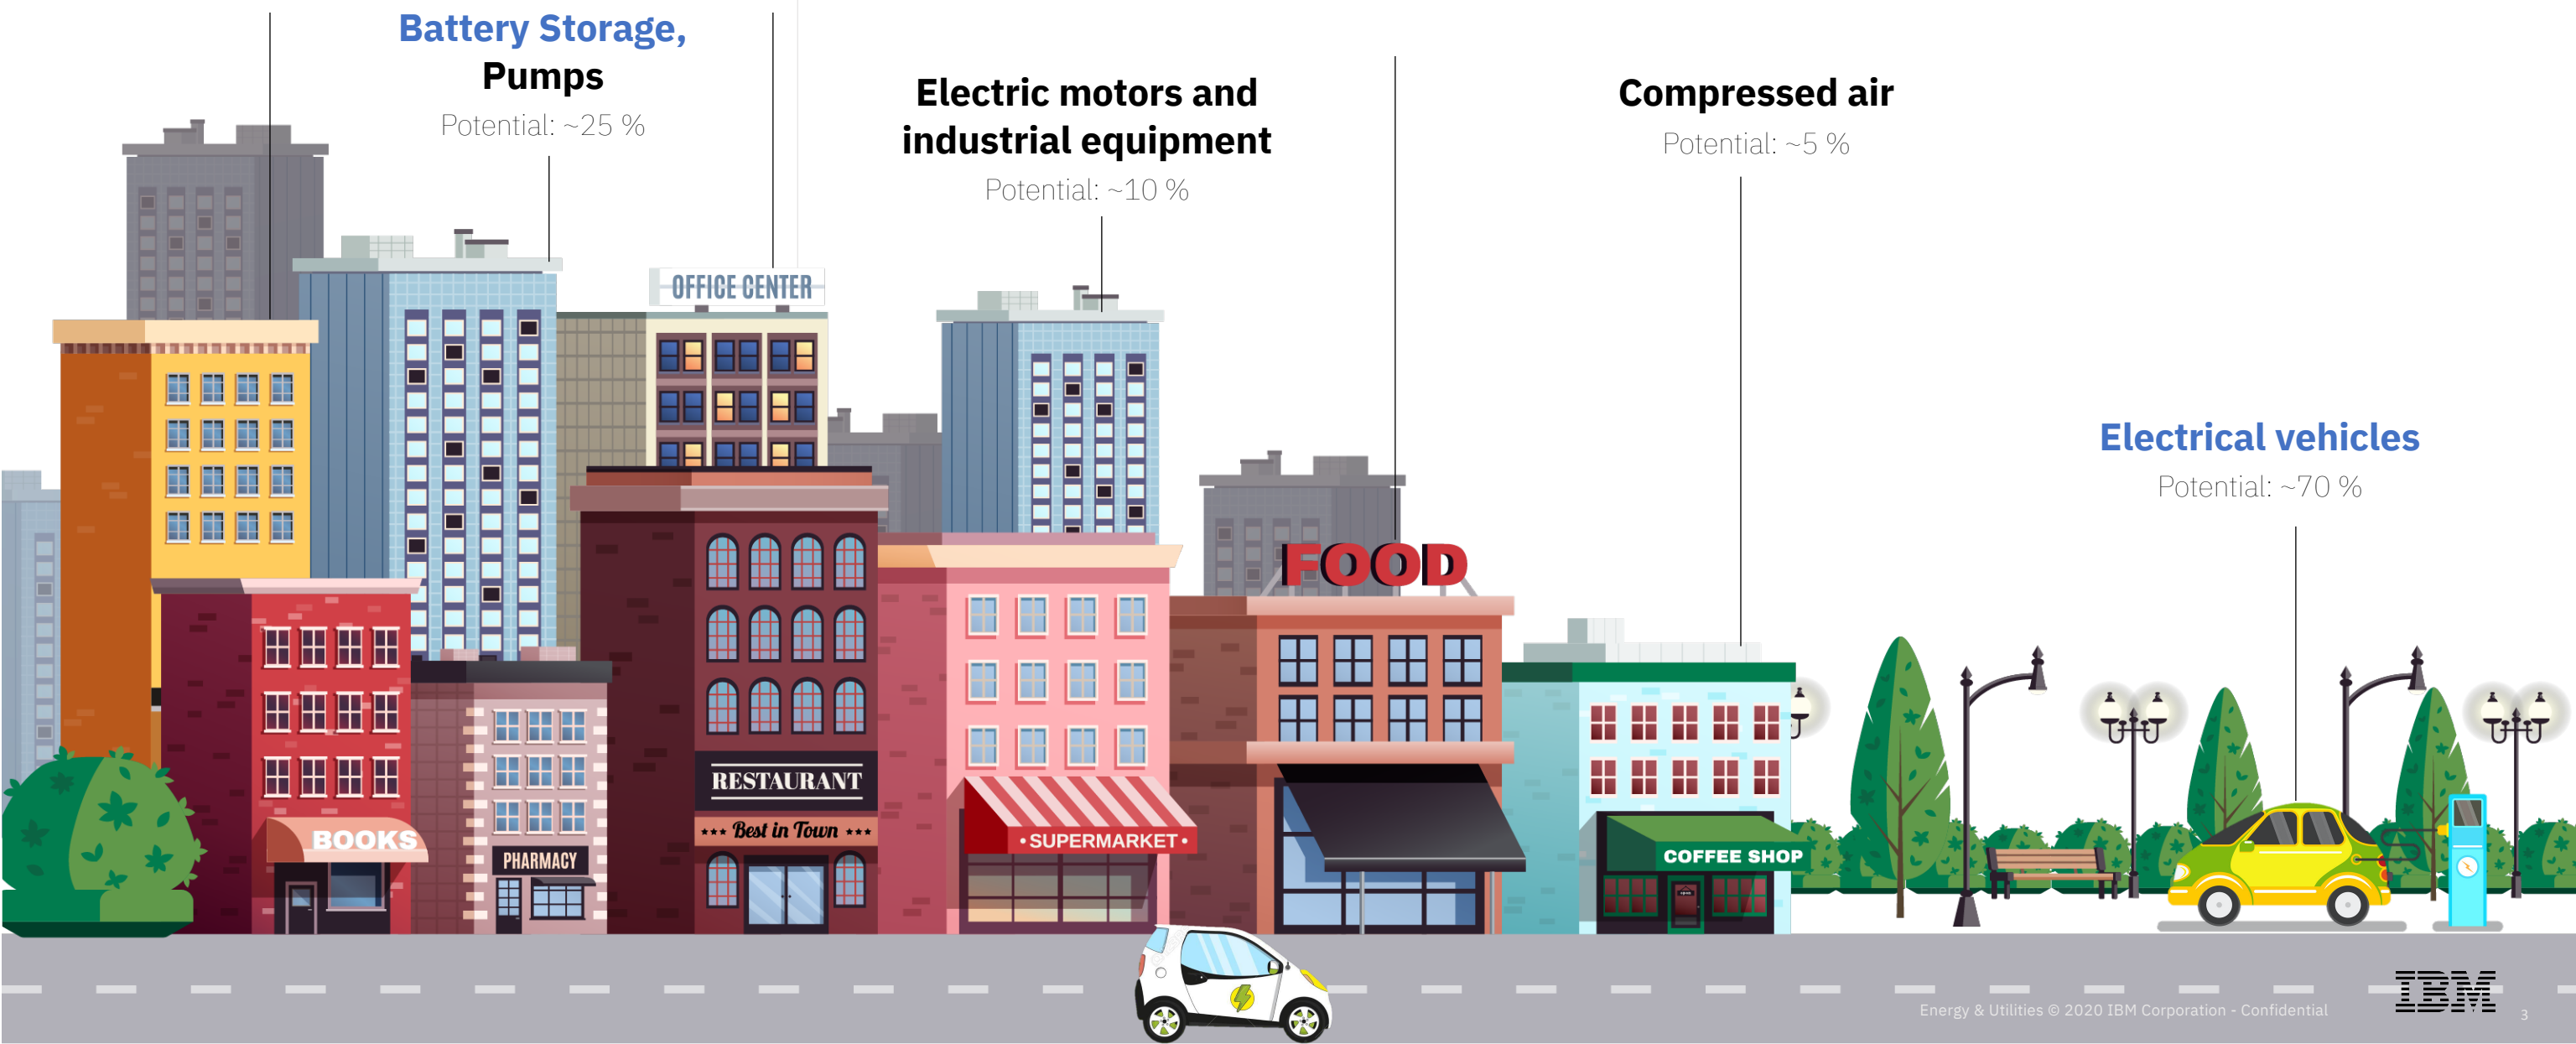 Battery Storage,
Pumps
Potential: ~25 %
Electric motors and
industrial equipment
Potential: ~10 %
Compressed air
Potential: ~5 %
Electrical vehicles
Potential: ~70 %
OFFICE CENTER
FOOD
RESTAURANT
*** Best in Town ***
BOOKS
PHARMACY
• SUPERMARKET •
COFFEE SHOP
Energy & Utilities © 2020 IBM Corporation - Confidential
IBM
3